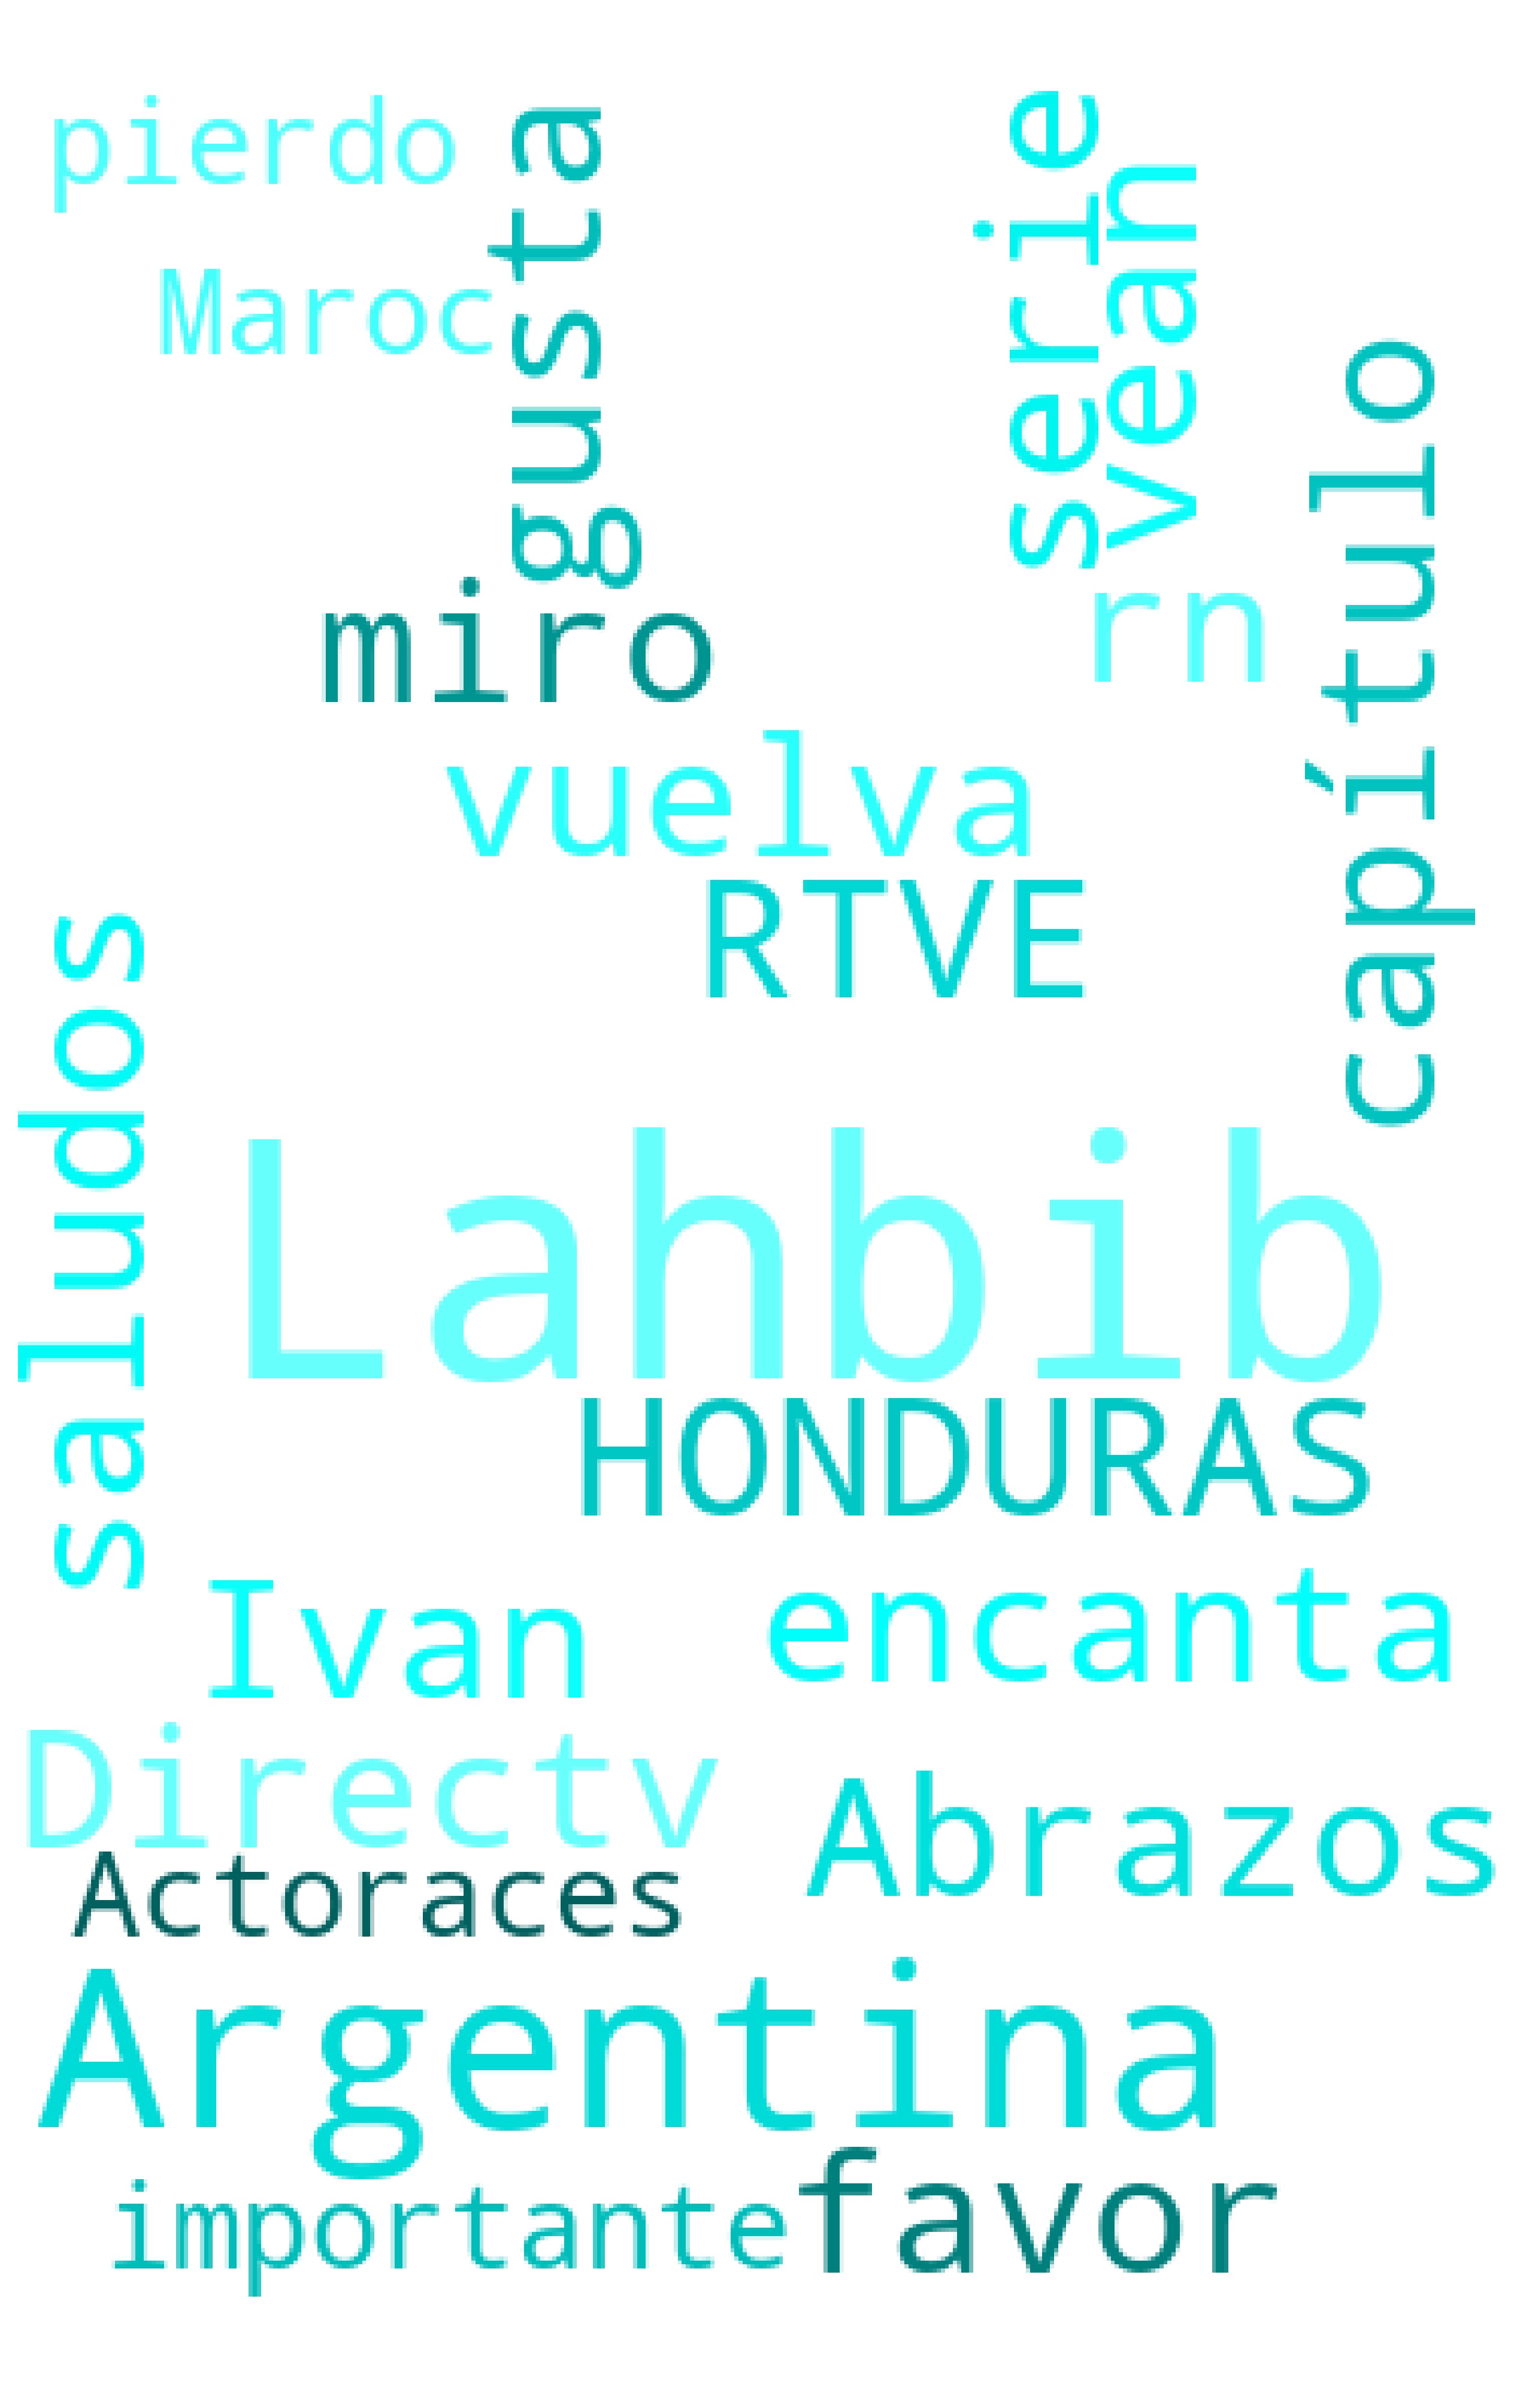 pierdo
gusta
serie
vean
Maroc
capítulo
miro
rn
vuelva
RTVE
saludos
Lahbib
HONDURAS
Ivan
encanta
Directv
Abrazos
Actoraces
Argentina
importante
favor